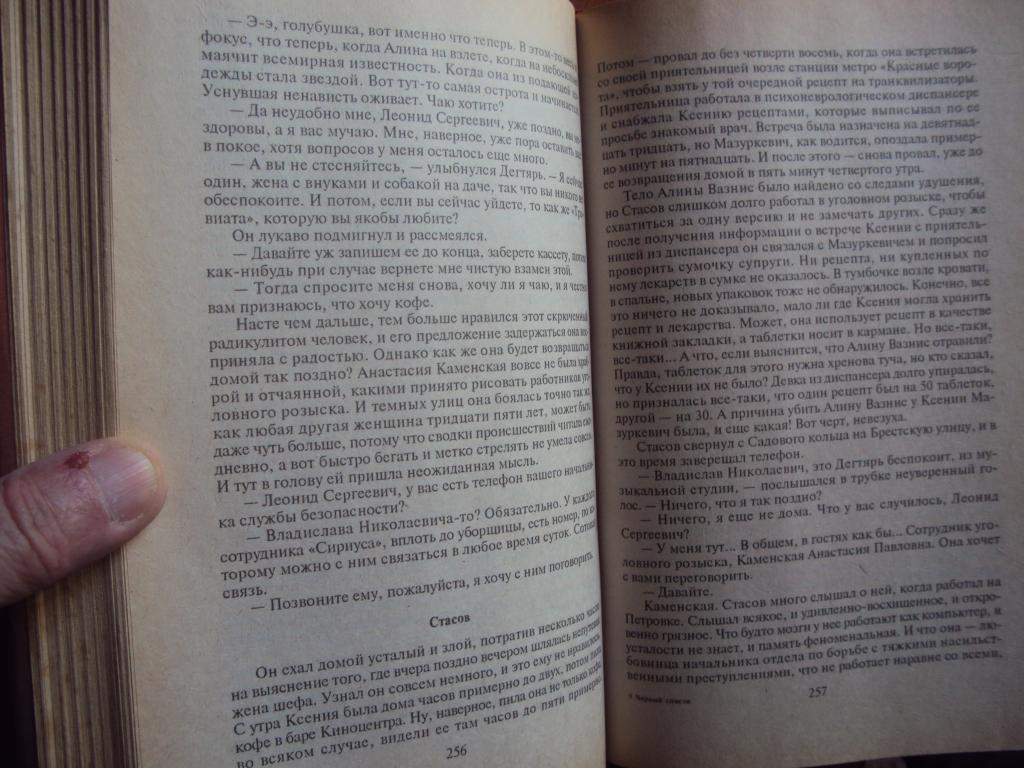 — Э-э, голубушка, вот именно что теперь. В этом-то весь
фокус, что теперь, когда Алина на взлете, когда на небосклоне
маячит всемирная известность. Когда она из подающей на-
дежды стала звездой. Вот тут-то самая острота и начинается.
Уснувшая ненависть оживает. Чаю хотите?
— Да неудобно мне, Леонид Сергеевич, уже поздно, вы не-
здоровы, а я вас мучаю. Мне, наверное, уже пора оставить вас
в покое, хотя вопросов у меня осталось еще много.
— А вы не стесняйтесь, — улыбнулся Дегтярь. — Я сейчас
один, жена с внуками и собакой на даче, так что вы никого не
обеспокоите. И потом, если вы сейчас уйдете, то как же «Тра-
виата», которую вы якобы любите?
Он лукаво подмигнул и рассмеялся.
— Давайте уж запишем ее до конца, заберете кассету, потом
как-нибудь при случае вернете мне чистую взамен этой.
— Тогда спросите меня снова, хочу ли я чаю, и я честно
вам признаюсь, что хочу кофе.
Насте чем дальше, тем больше нравился этот скрюченный
радикулитом человек, и его предложение задержаться она вос-
приняла с радостью. Однако как же она будет возвращаться
домой так поздно? Анастасия Каменская вовсе не была храб-
рой и отчаянной, какими принято рисовать работников уго-
ловного розыска. И темных улиц она боялась точно так же,
как любая другая женщина тридцати пяти лет, может быть,
даже чуть больше, потому что сводки происшествий читала еже-
дневно, а вот быстро бегать и метко стрелять не умела совсем.
И тут в голову ей пришла неожиданная мысль.
— Леонид Сергеевич, у вас есть телефон вашего начальни-
ка службы безопасности?
— Владислава Николаевича-то? Обязательно. У каждого
сотрудника «Сириуса», вплоть до уборщицы, есть номер, по ко-
торому можно с ним связаться в любое время суток. Сотовая
связь.
— Позвоните ему, пожалуйста, я хочу с ним поговорить.
Стасов
Он ехал домой усталый и злой, потратив несколько часов
на выяснение того, где вчера поздно вечером шлялась непутевая
жена шефа. Узнал он совсем немного, и это ему не нравилось.
С утра Ксения была дома часов примерно до двух, потом пила
кофе в баре Киноцентра. Ну, наверное, пила она не только кофе,
во всяком случае, видели ее там часов до пяти примерно.
256
Потом — провал до без четверти восемь, когда она встретилась
со своей приятельницей возле станции метро «Красные воро-
та», чтобы взять у той очередной рецепт на транквилизаторы.
Приятельница работала в психоневрологическом диспансере
и снабжала Ксению рецептами, которые выписывал по ее
просьбе знакомый врач. Встреча была назначена на девятнад-
цать тридцать, но Мазуркевич, как водится, опоздала пример-
но минут на пятнадцать. И после этого — снова провал, уже до
ее возвращения домой в пять минут четвертого утра.
Тело Алины Вазнис было найдено со следами удушения,
но Стасов слишком долго работал в уголовном розыске, чтобы
схватиться за одну версию и не замечать других. Сразу же
после получения информации о встрече Ксении с приятель-
ницей из диспансера он связался с Мазуркевичем и попросил
проверить сумочку супруги. Ни рецепта, ни купленных по
нему лекарств в сумке не оказалось. В тумбочке возле кровати,
в спальне, новых упаковок тоже не обнаружилось. Конечно, все
это ничего не доказывало, мало ли где Ксения могла хранить
рецепт и лекарства. Может, она использует рецепт в качестве
книжной закладки, а таблетки носит в кармане. Но все-таки,
все-таки... А что, если выяснится, что Алину Вазнис отравили?
Правда, таблеток для этого нужна хренова туча, но кто сказал,
что у Ксении их не было? Девка из диспансера долго упиралась,
но призналась все-таки, что один рецепт был на 50 таблеток,
другой — на 30. А причина убить Алину Вазнис у Ксении Ма-
зуркевич была, и еще какая! Вот черт, невезуха.
Стасов свернул с Садового кольца на Брестскую улицу, и в
это время заверещал телефон.
— Владислав Николаевич, это Дегтярь беспокоит, из му-
зыкальной студии, — послышался в трубке неуверенный го-
лос. — Ничего, что я так поздно?
— Ничего, я еще не дома. Что у вас случилось, Леонид
Сергеевич?
— У меня тут... В общем, в гостях как бы... Сотрудник уго-
ловного розыска, Каменская Анастасия Павловна. Она хочет
с вами переговорить.
— Давайте.
Каменская. Стасов много слышал о ней, когда работал на
Петровке. Слышал всякое, и удивленно-восхищенное, и откро-
венно грязное. Что будто мозги у нее работают как компьютер, и
усталости не знает, и память феноменальная. И что она — лю-
бовница начальника отдела по борьбе с тяжкими насильст-
венными преступлениями, что не работает наравне со всеми,
9 Черный список
257